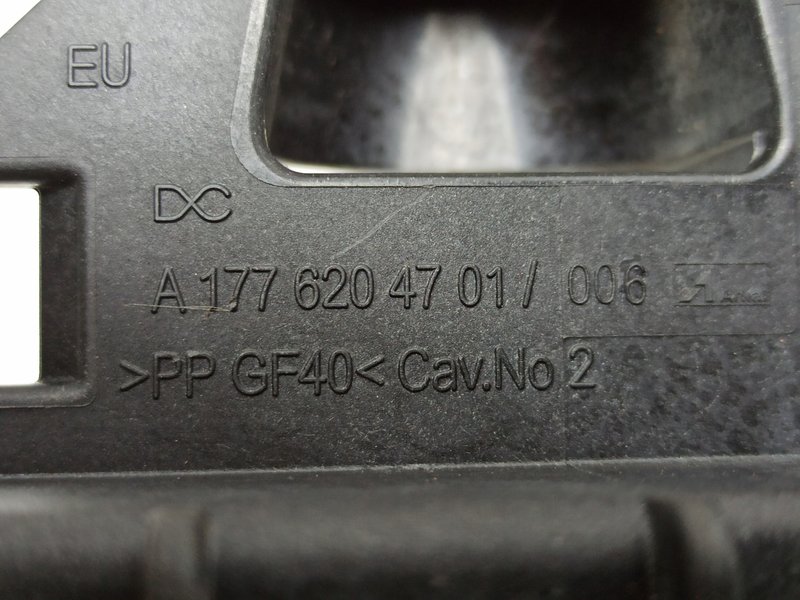 EU
DC
A 177 620 47 01 / 006
>PP GF40< Cav.No 2